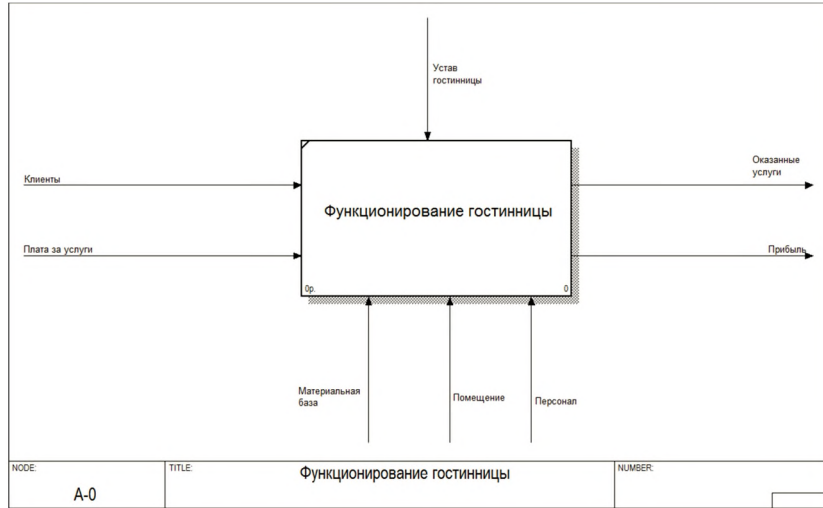 Устав
гостинницы
Клиенты
Оказанные
услуги
Функционирование гостинницы
Плата за услуги
Прибыль
0р.
0
Материальная
база
Помещение
Персонал
NODE:
TITLE:
NUMBER:
A-0
Функционирование гостинницы